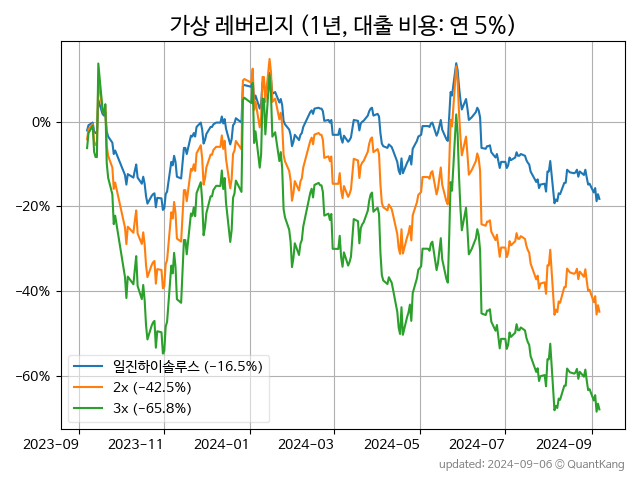 가상 레버리지 (1년, 대출 비용: 연 5%)
0%
−20%
−40%
−60%
일진하이솔루스 (-16.5%)
2x (-42.5%)
3x (-65.8%)
2023-09 2023-11 2024-01 2024-03 2024-05 2024-07 2024-09
updated: 2024-09-06 © QuantKang